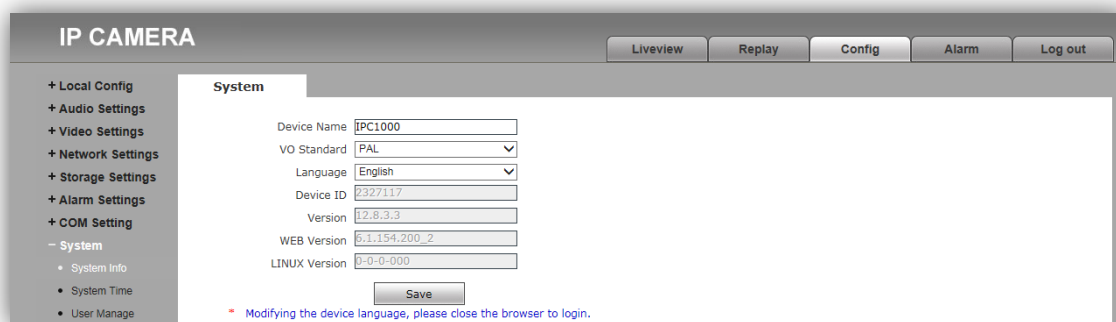 IP CAMERA
Liveview Replay Config Alarm Log out
+ Local Config
+ Audio Settings
+ Video Settings
+ Network Settings
+ Storage Settings
+ Alarm Settings
+ COM Setting
− System
• System Info
• System Time
• User Manage
System
Device Name IPC1000
VO Standard PAL
Language English
Device ID 2327117
Version 12.8.3.3
WEB Version 6.1.154.200_2
LINUX Version 0-0-0-000
Save
* Modifying the device language, please close the browser to login.